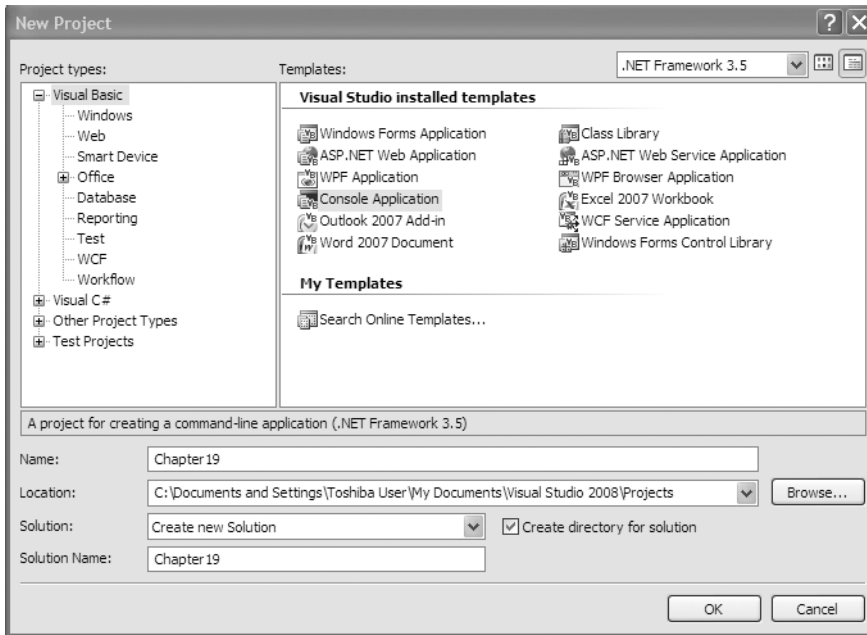 New Project
Project types:
Templates:
.NET Framework 3.5
Visual Basic
Windows
Web
Smart Device
Office
Database
Reporting
Test
WCF
Workflow
Visual C#
Other Project Types
Test Projects
Visual Studio installed templates
Windows Forms Application
Class Library
ASP.NET Web Application
ASP.NET Web Service Application
WPF Application
WPF Browser Application
Console Application
Excel 2007 Workbook
Outlook 2007 Add-in
WCF Service Application
Word 2007 Document
Windows Forms Control Library
My Templates
Search Online Templates...
A project for creating a command-line application (.NET Framework 3.5)
Name:
Chapter19
Location:
C:\Documents and Settings\Toshiba User\My Documents\Visual Studio 2008\Projects
Browse...
Solution:
Create new Solution
Create directory for solution
Solution Name:
Chapter19
OK
Cancel